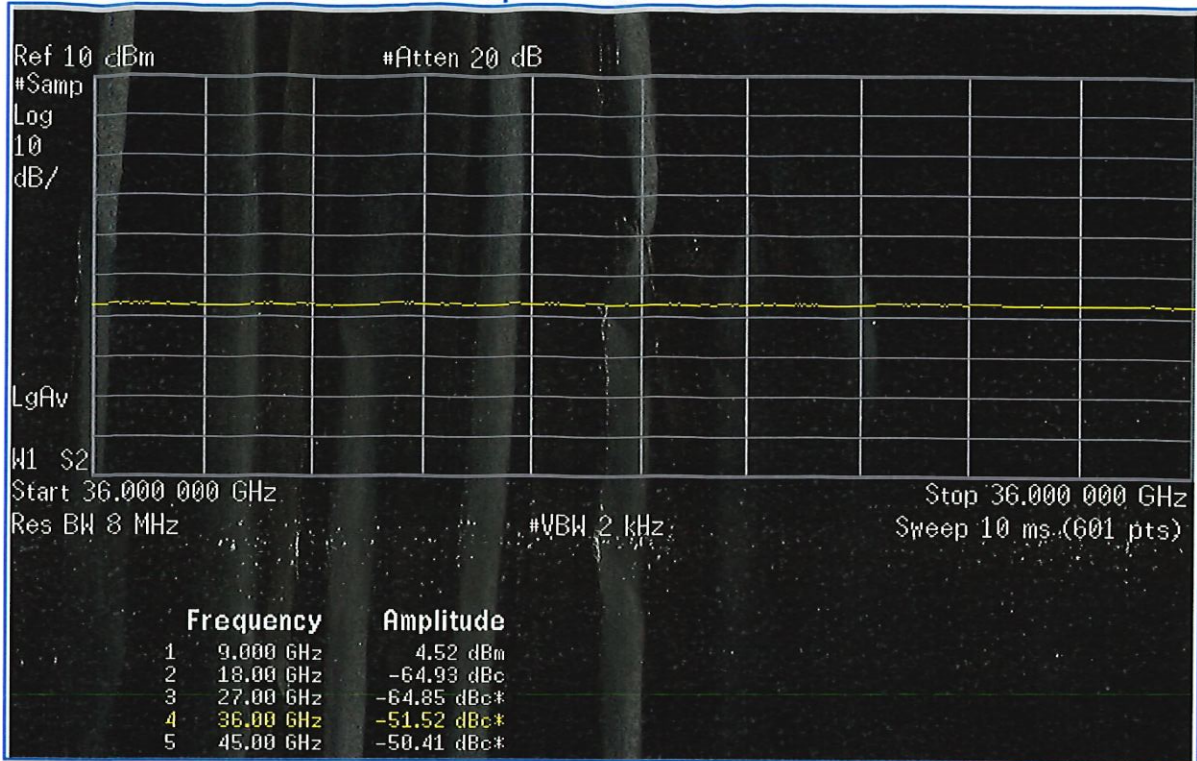 Ref 10 dBm #Atten 20 dB
#Samp
Log
10
dB/
LgAv
W1 S2
Start 36.000 000 GHz Stop 36.000 000 GHz
Res BW 8 MHz #VBW 2 kHz Sweep 10 ms (601 pts)
Frequency Amplitude
1 9.000 GHz 4.52 dBm
2 18.00 GHz -64.93 dBc
3 27.00 GHz -64.85 dBc*
4 36.00 GHz -51.52 dBc*
5 45.00 GHz -50.41 dBc*